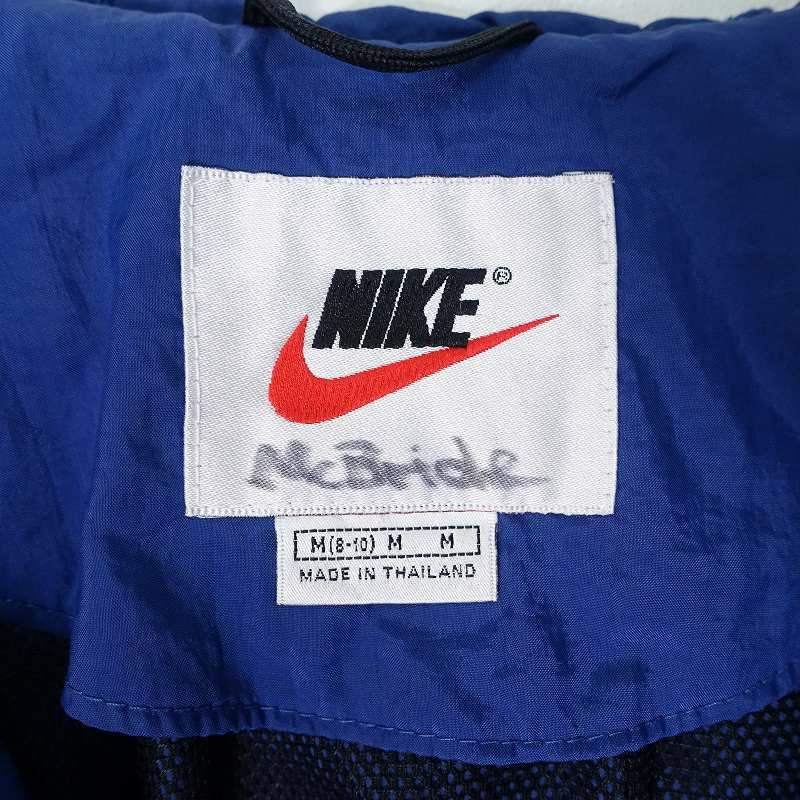 NIKE®
McBride
M(8-10) M M
MADE IN THAILAND